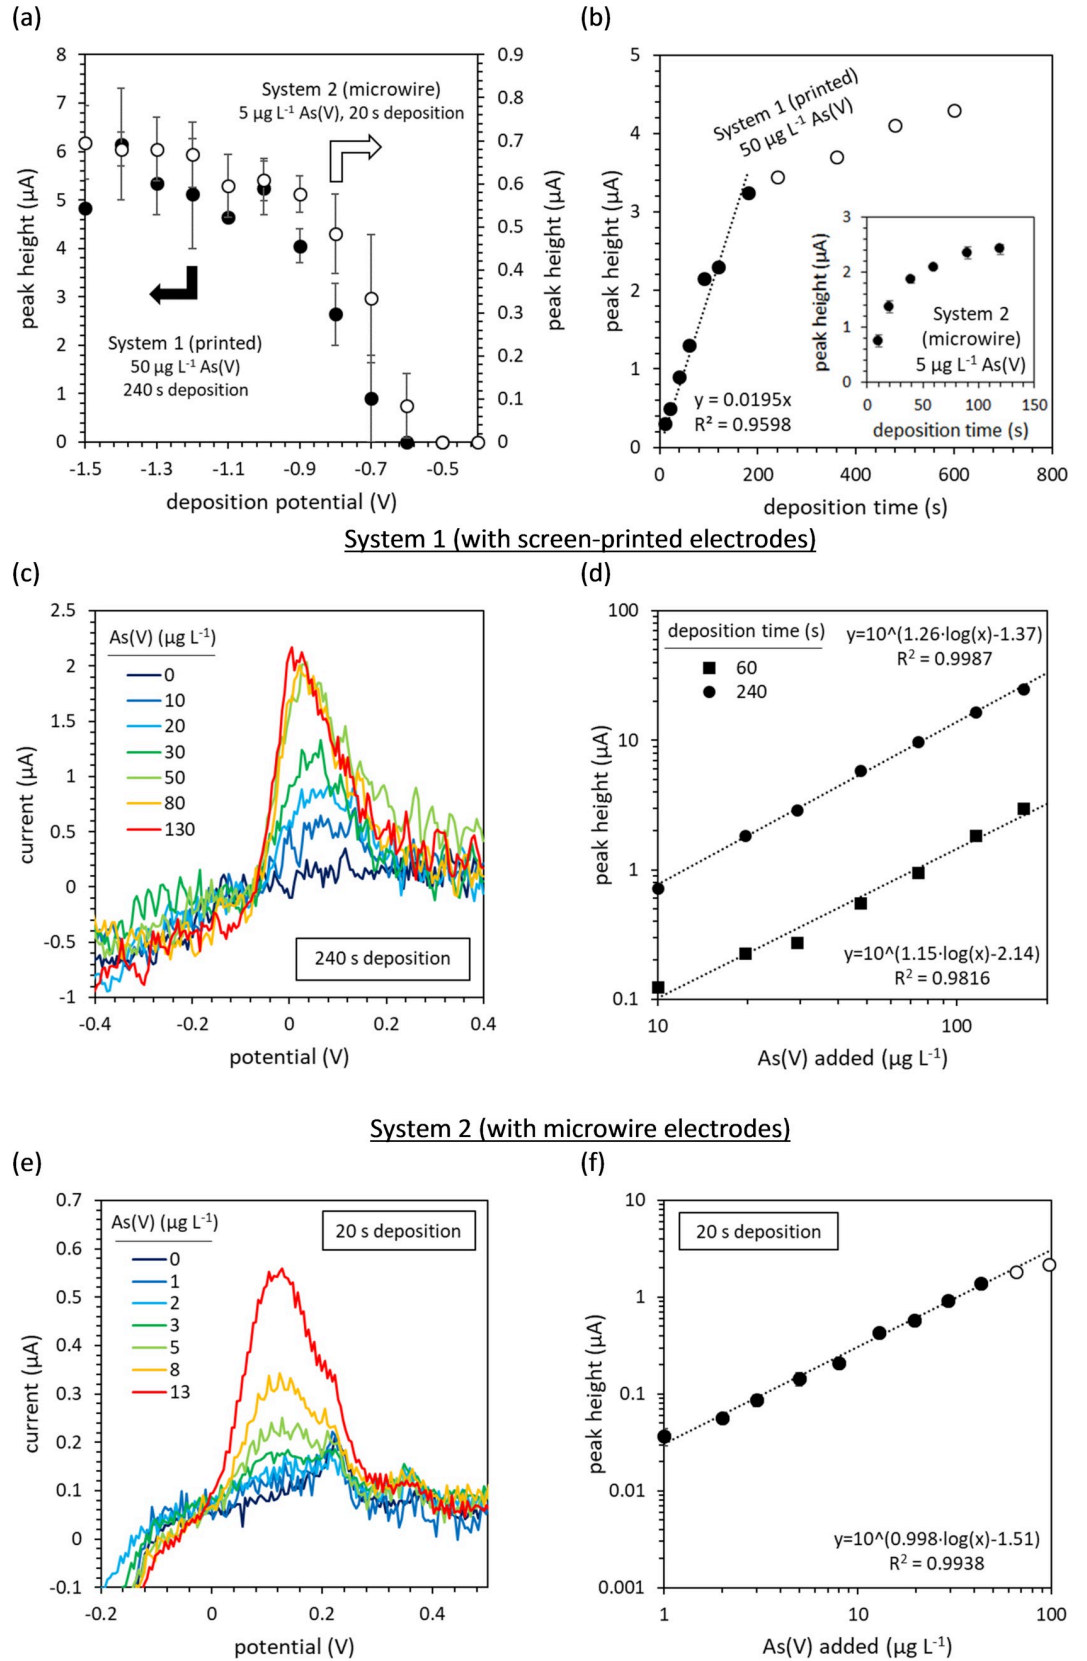 (a)
8
7
6
5
4
3
2
1
0
peak height (µA)
0.9
0.8
0.7
0.6
0.5
0.4
0.3
0.2
0.1
0
peak height (µA)
System 2 (microwire)
5 µg L⁻¹ As(V), 20 s deposition
System 1 (printed)
50 µg L⁻¹ As(V)
240 s deposition
-1.5 -1.3 -1.1 -0.9 -0.7 -0.5
deposition potential (V)
(b)
5
4
3
2
1
0
peak height (µA)
System 1 (printed)
50 µg L⁻¹ As(V)
y = 0.0195x
R² = 0.9598
3
2
1
0
peak height (µA)
System 2
(microwire)
5 µg L⁻¹ As(V)
0 50 100 150
deposition time (s)
0 200 400 600 800
deposition time (s)
System 1 (with screen-printed electrodes)
(c)
2.5
2
1.5
1
0.5
0
-0.5
-1
current (µA)
As(V) (µg L⁻¹)
0
10
20
30
50
80
130
240 s deposition
-0.4 -0.2 0 0.2 0.4
potential (V)
(d)
100
10
1
0.1
peak height (µA)
deposition time (s)
60
240
y=10^(1.26·log(x)-1.37)
R² = 0.9987
y=10^(1.15·log(x)-2.14)
R² = 0.9816
10 100
As(V) added (µg L⁻¹)
System 2 (with microwire electrodes)
(e)
0.7
0.6
0.5
0.4
0.3
0.2
0.1
0
-0.1
current (µA)
As(V) (µg L⁻¹)
0
1
2
3
5
8
13
20 s deposition
-0.2 0 0.2 0.4
potential (V)
(f)
10
1
0.1
0.01
0.001
peak height (µA)
20 s deposition
y=10^(0.998·log(x)-1.51)
R² = 0.9938
1 10 100
As(V) added (µg L⁻¹)